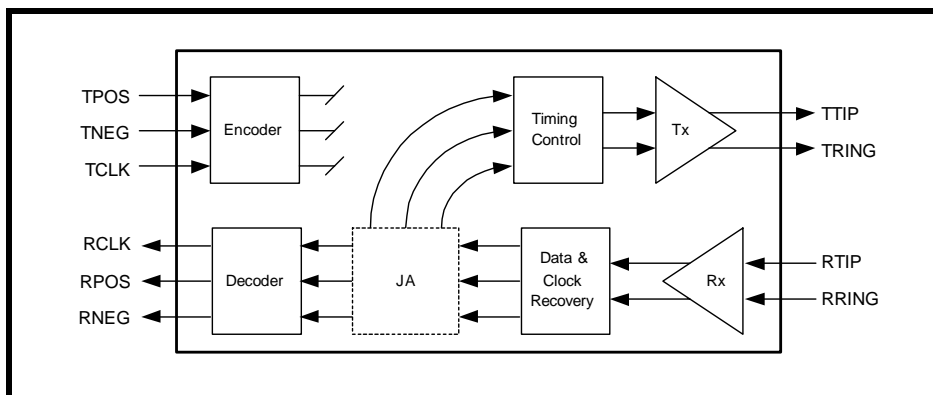 TPOS
TNEG
TCLK
Encoder
Timing
Control
Tx
TTIP
TRING
RCLK
RPOS
RNEG
Decoder
JA
Data &
Clock
Recovery
Rx
RTIP
RRING